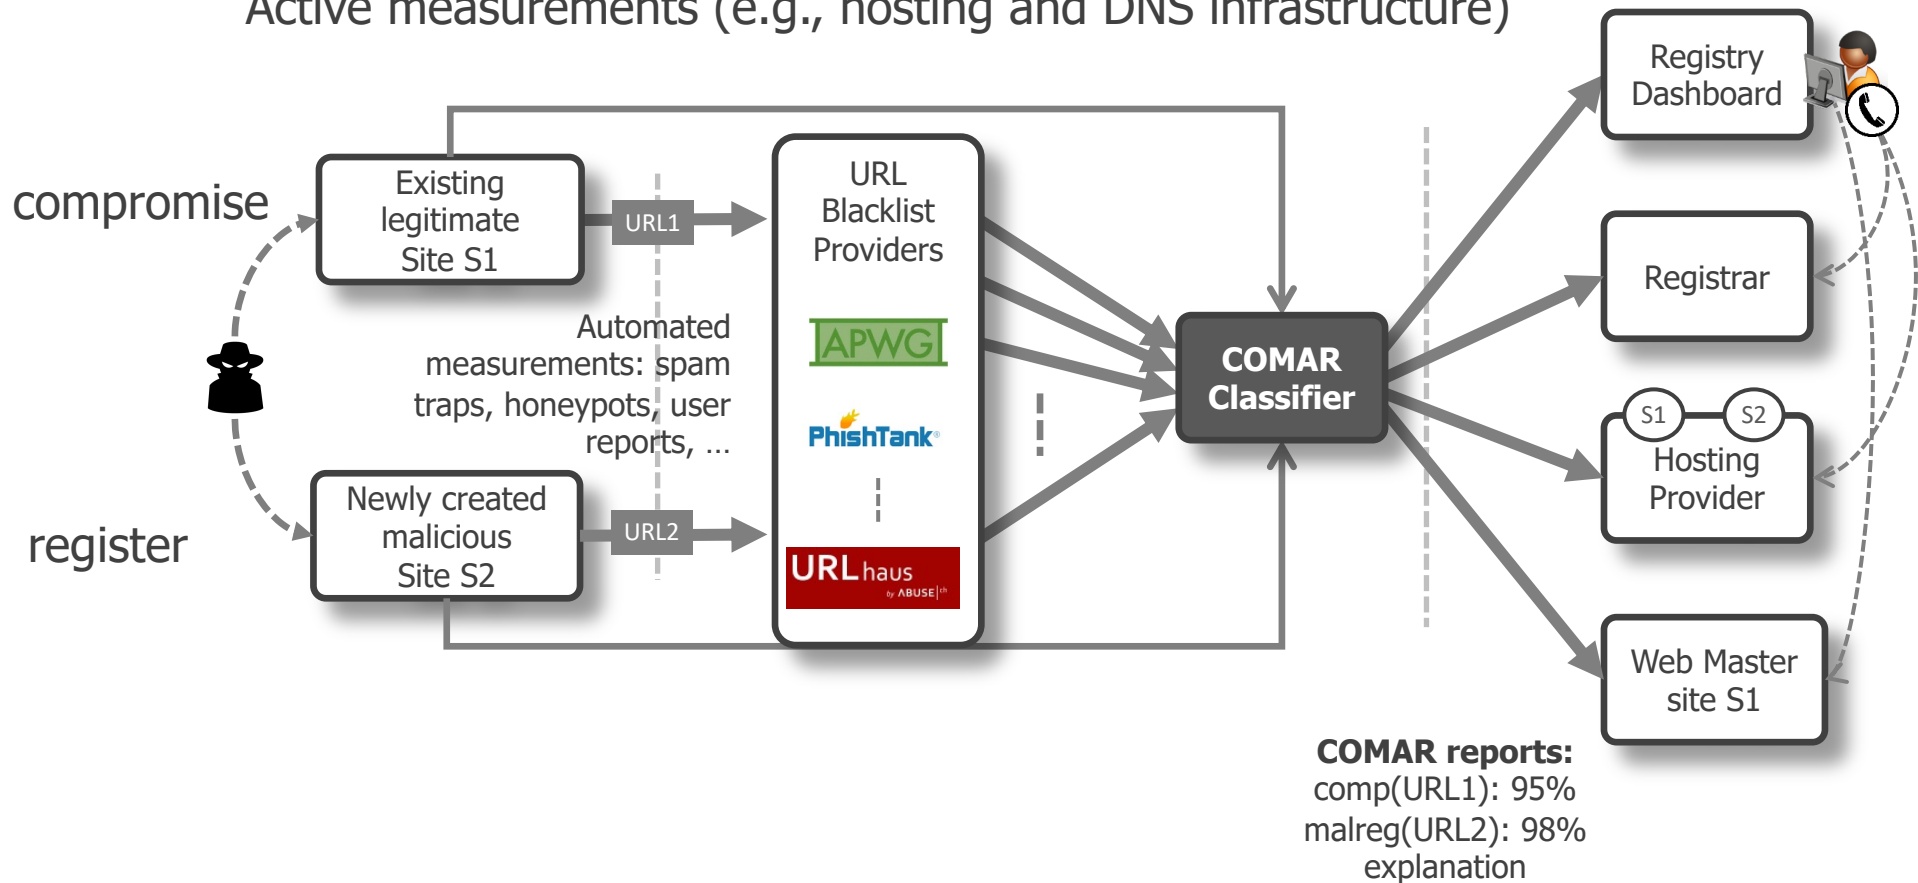 Active measurements (e.g., hosting and DNS infrastructure)
compromise
Existing
legitimate
Site S1
URL1
Automated
measurements: spam
traps, honeypots, user
reports, ...
register
Newly created
malicious
Site S2
URL2
URL
Blacklist
Providers
APWG
PhishTank®
URLhaus
by ABUSE|ch
COMAR
Classifier
Registry
Dashboard
Registrar
S1
S2
Hosting
Provider
Web Master
site S1
COMAR reports:
comp(URL1): 95%
malreg(URL2): 98%
explanation